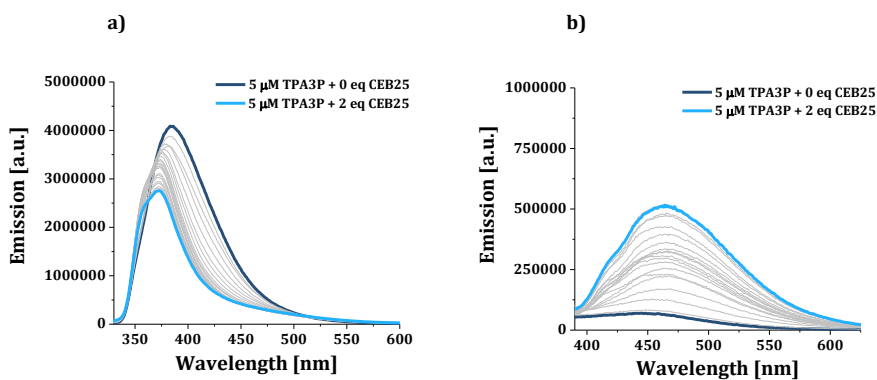 a)
5 μM TPA3P + 0 eq CEB25
5 μM TPA3P + 2 eq CEB25
Emission [a.u.]
5000000
4000000
3000000
2000000
1000000
0
350 400 450 500 550 600
Wavelength [nm]
b)
5 μM TPA3P + 0 eq CEB25
5 μM TPA3P + 2 eq CEB25
Emission [a.u.]
1000000
750000
500000
250000
0
400 450 500 550 600
Wavelength [nm]